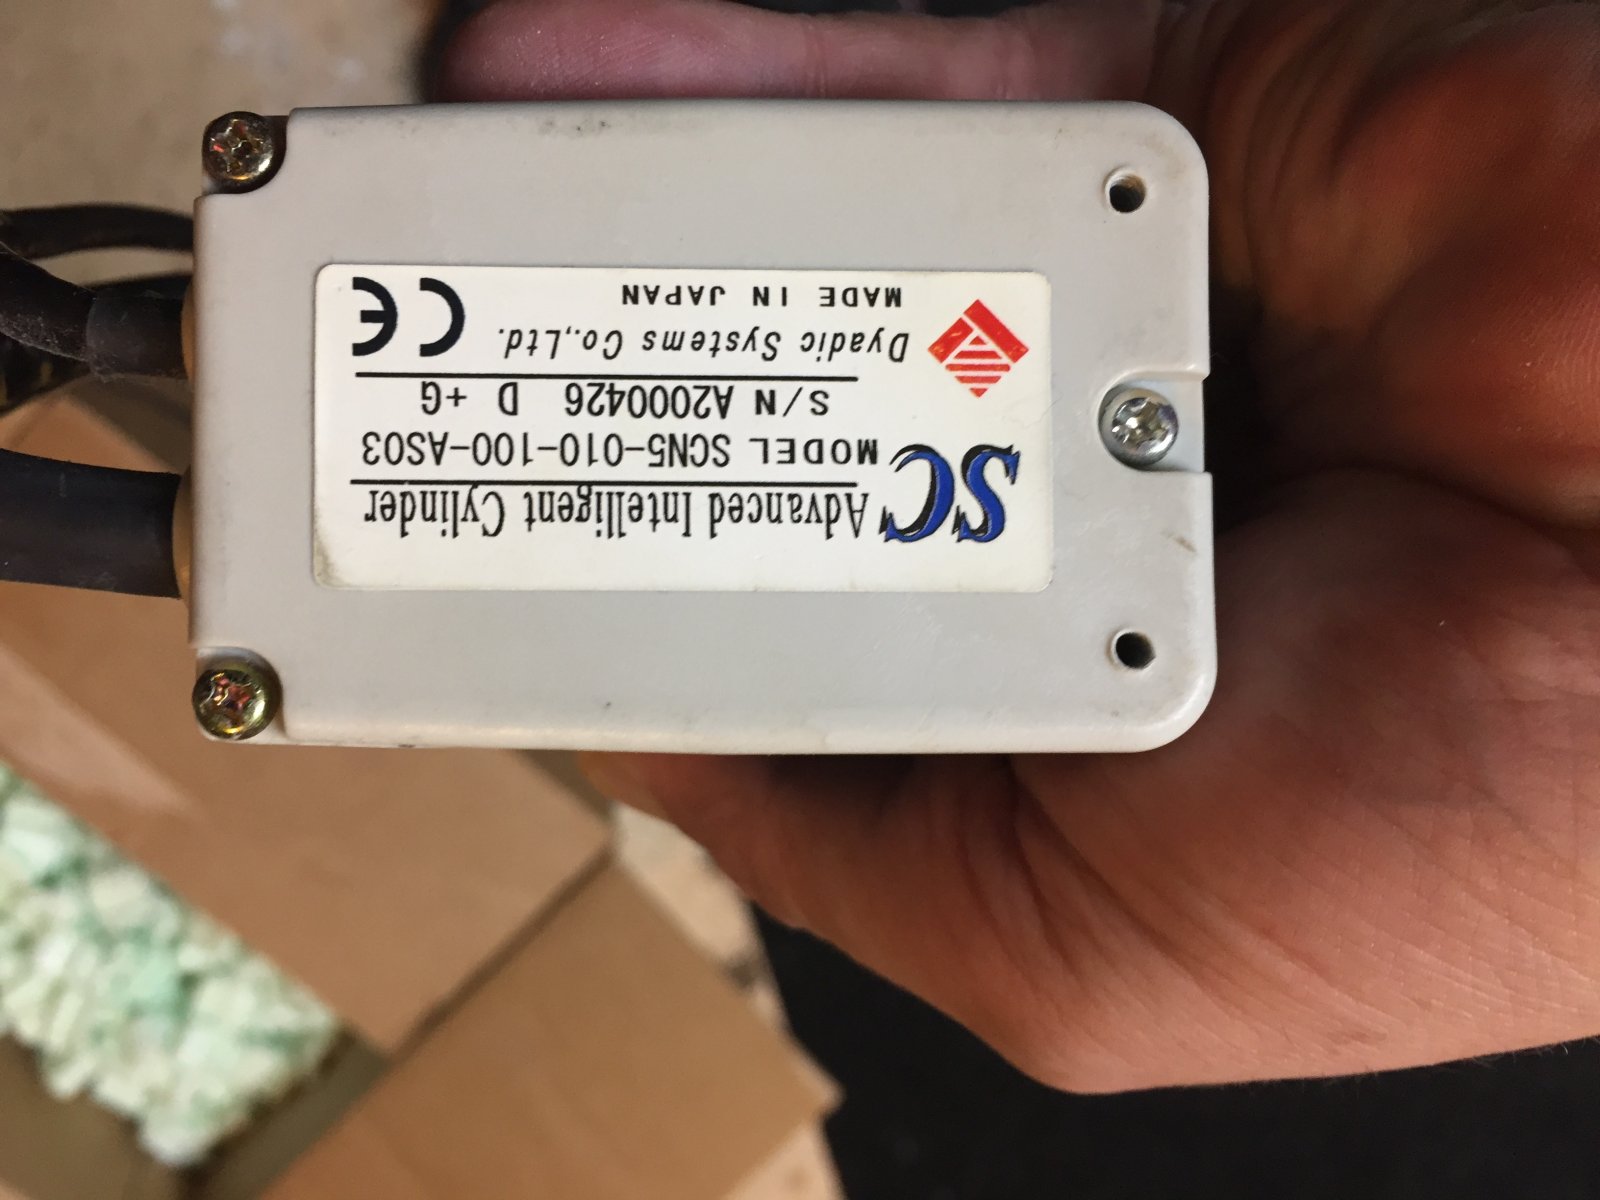 SC Advanced Intelligent Cylinder
MODEL SCN5-010-100-AS03
S/N A2000426 D +G
Dyadic Systems Co.,Ltd.
MADE IN JAPAN
CE